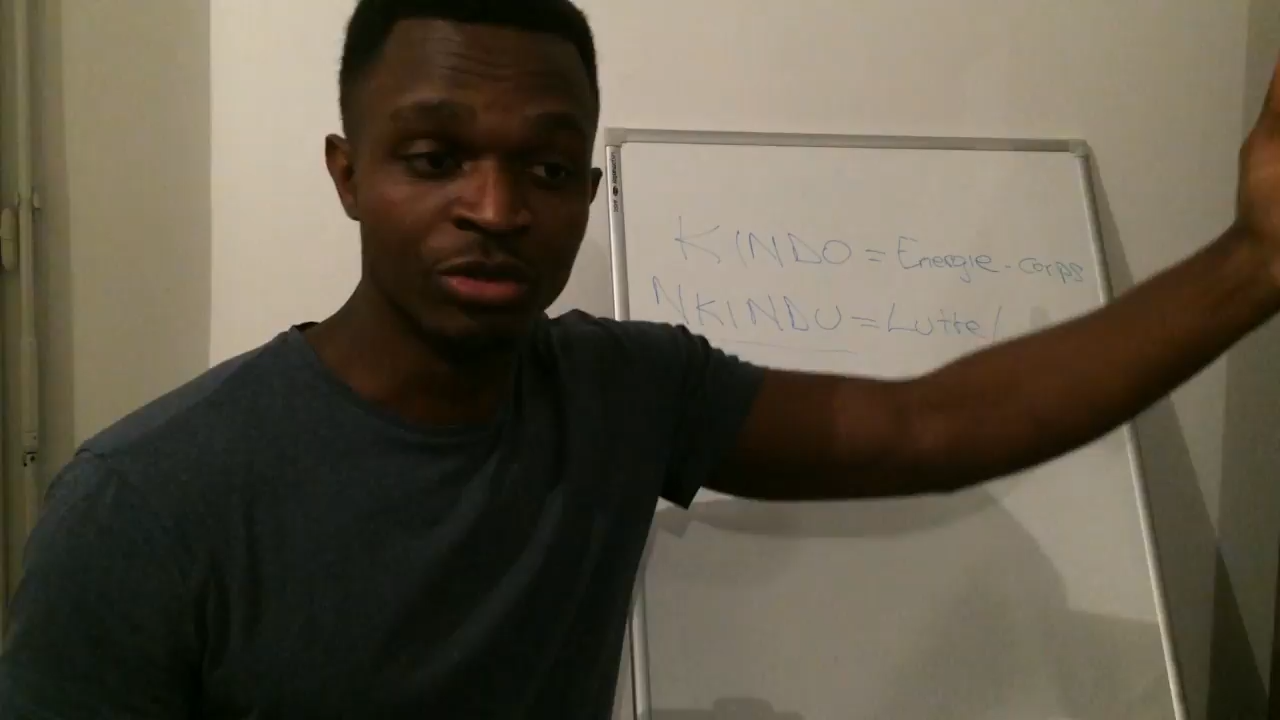 KINDO = Energie-corps
NKINDU = Lutte/